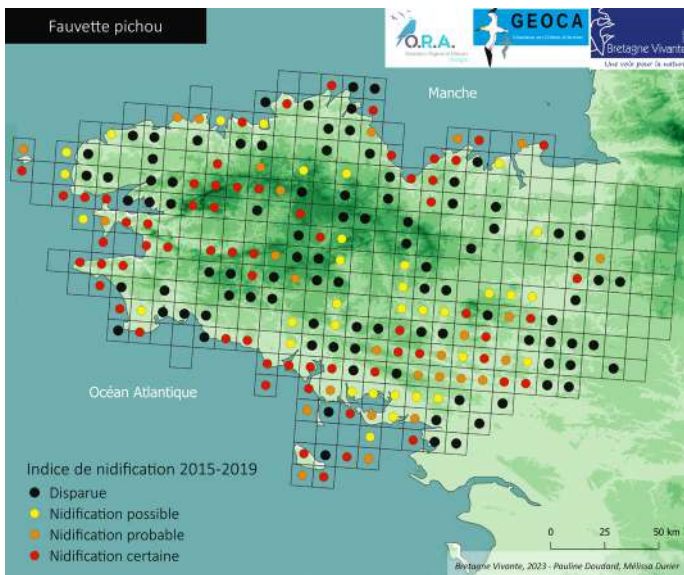 Fauvette pichou
O.R.A.
GEOCA
Bretagne Vivante
Une voix pour la nature
Manche
Océan Atlantique
Indice de nidification 2015-2019
Disparue
Nidification possible
Nidification probable
Nidification certaine
0 25 50 km
Bretagne Vivante, 2023 - Pauline Doudard, Mélissa Durier